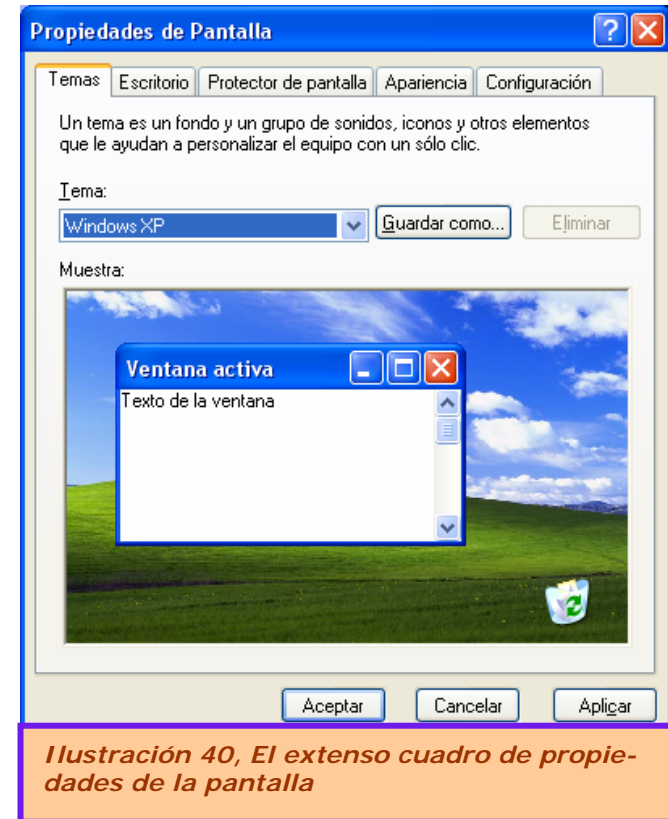 Propiedades de Pantalla
Temas Escritorio Protector de pantalla Apariencia Configuración
Un tema es un fondo y un grupo de sonidos, iconos y otros elementos
que le ayudan a personalizar el equipo con un sólo clic.
Tema:
Windows XP Guardar como... Eliminar
Muestra:
Ventana activa
Texto de la ventana
Aceptar Cancelar Aplicar
Ilustración 40, El extenso cuadro de propie-
dades de la pantalla